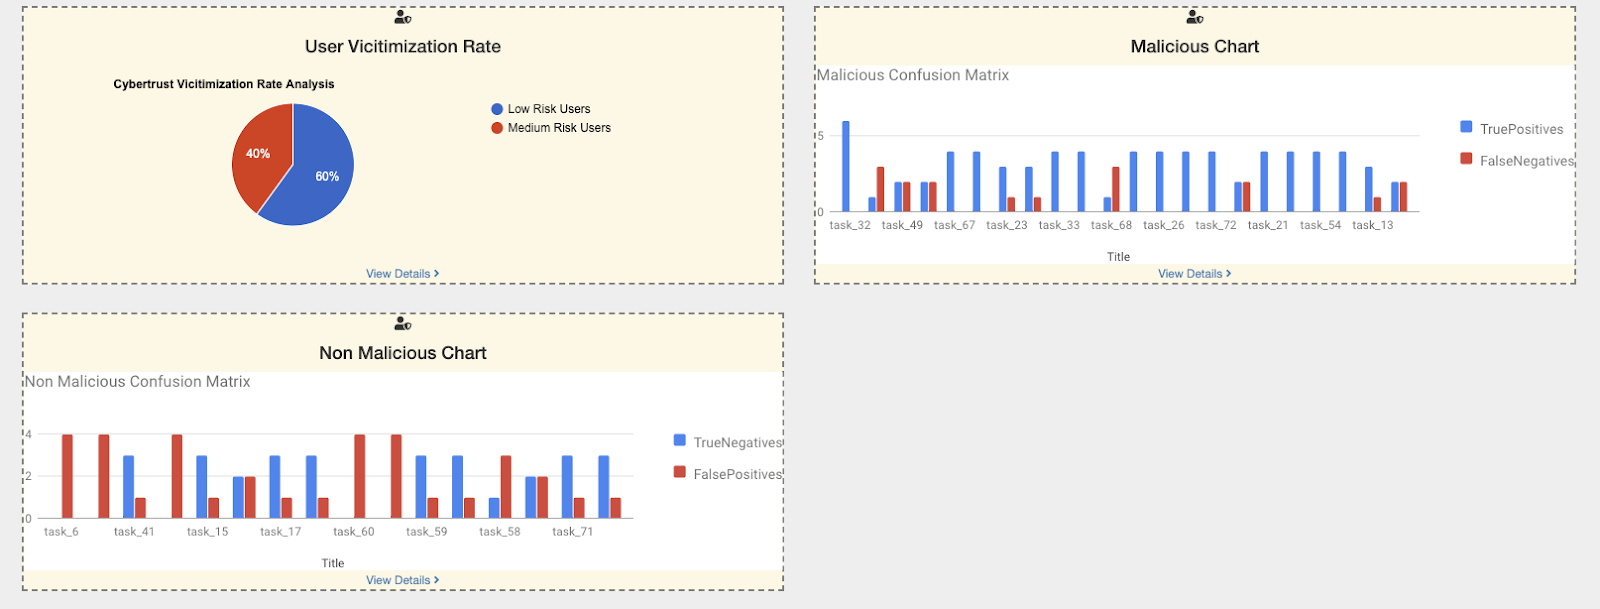 User Vicitimization Rate
Cybertrust Vicitimization Rate Analysis
Low Risk Users
Medium Risk Users
40%
60%
View Details
Malicious Chart
Malicious Confusion Matrix
5
0
TruePositives
FalseNegatives
task_32 task_49 task_67 task_23 task_33 task_68 task_26 task_72 task_21 task_54 task_13
Title
View Details
Non Malicious Chart
Non Malicious Confusion Matrix
4
2
0
TrueNegatives
FalsePositives
task_6 task_41 task_15 task_17 task_60 task_59 task_58 task_71
Title
View Details